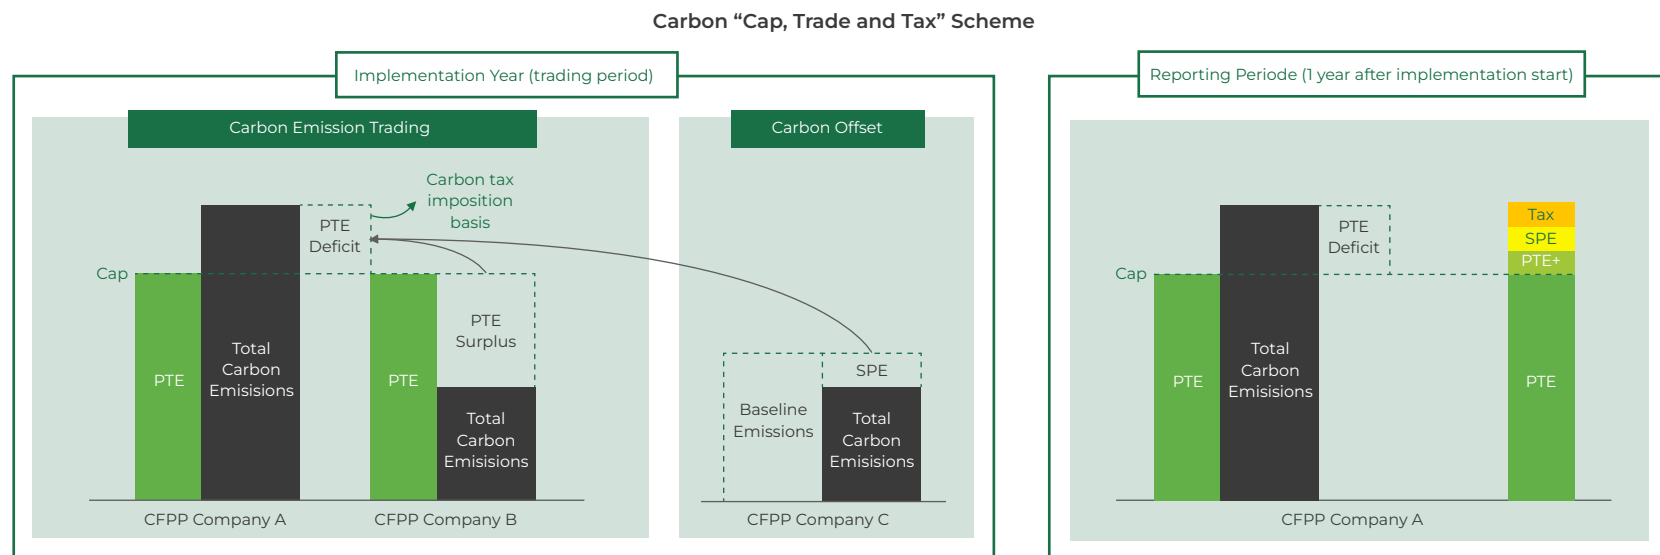 Carbon “Cap, Trade and Tax” Scheme
Implementation Year (trading period)
Carbon Emission Trading
Carbon tax
imposition
basis
PTE
Deficit
Cap
PTE
Total
Carbon
Emisisions
PTE
PTE
Surplus
Total
Carbon
Emisisions
CFPP Company A
CFPP Company B
Carbon Offset
SPE
Baseline
Emissions
Total
Carbon
Emisisions
CFPP Company C
Reporting Periode (1 year after implementation start)
PTE
Deficit
Cap
PTE
Total
Carbon
Emisisions
Tax
SPE
PTE+
PTE
CFPP Company A